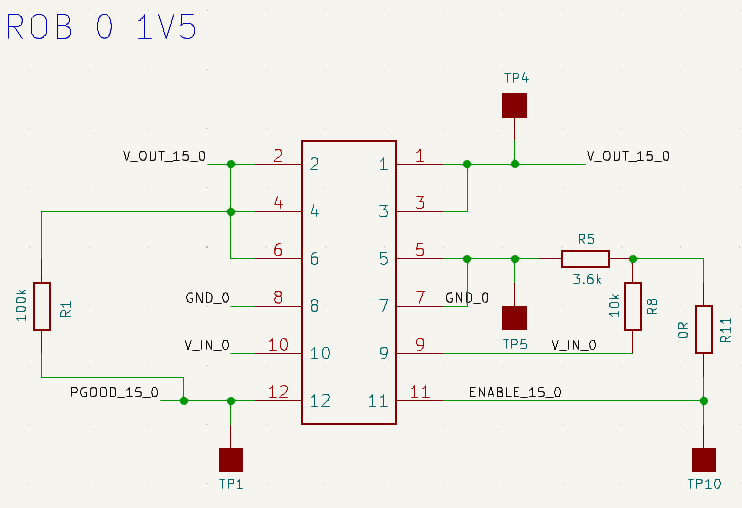 ROB 0 1V5
TP4
V_OUT_15_0
2
2
1
1
V_OUT_15_0
4
4
3
3
6
6
5
5
R5
3.6k
100k
R1
GND_0
8
8
7
7
GND_0
TP5
10k
R8
0R
R11
V_IN_0
10
10
9
9
V_IN_0
PGOOD_15_0
12
12
11
11
ENABLE_15_0
TP1
TP10